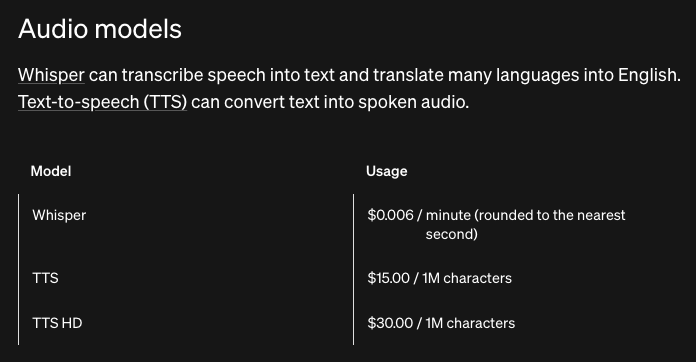 Audio models
Whisper can transcribe speech into text and translate many languages into English.
Text-to-speech (TTS) can convert text into spoken audio.
Model Usage
Whisper $0.006 / minute (rounded to the nearest
second)
TTS $15.00 / 1M characters
TTS HD $30.00 / 1M characters